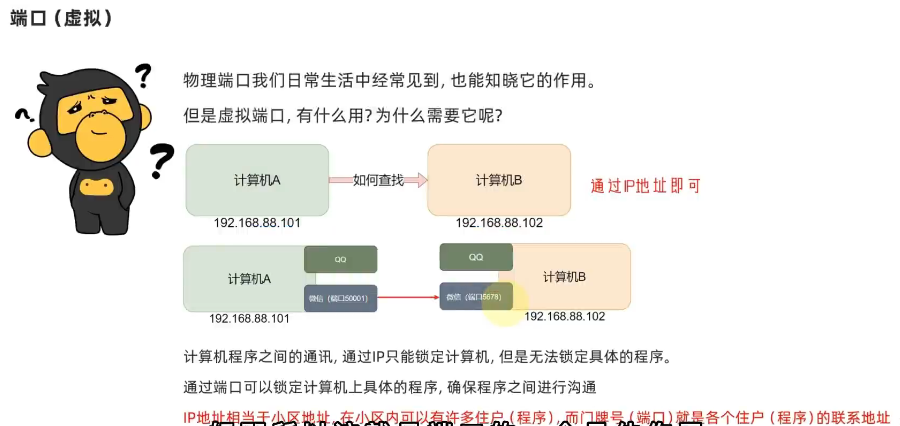 端口（虚拟）
物理端口我们日常生活中经常见到，也能知晓它的作用。
但是虚拟端口，有什么用？为什么需要它呢？
计算机A
如何查找
计算机B
通过IP地址即可
192.168.88.101
192.168.88.102
QQ
QQ
计算机A
计算机B
微信（端口50001）
微信（端口5678）
192.168.88.101
192.168.88.102
计算机程序之间的通讯，通过IP只能锁定计算机，但是无法锁定具体的程序。
通过端口可以锁定计算机上具体的程序，确保程序之间进行沟通
IP地址相当于小区地址，在小区内可以有许多住户（程序），而门牌号（端口）就是各个住户（程序）的联系地址